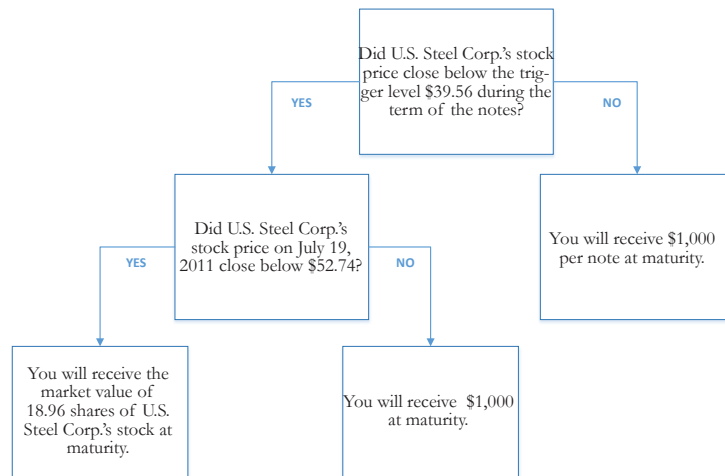 Did U.S. Steel Corp.'s stock
price close below the trig-
ger level $39.56 during the
term of the notes?
YES
NO
Did U.S. Steel Corp.'s
stock price on July 19,
2011 close below $52.74?
You will receive $1,000
per note at maturity.
YES
NO
You will receive the
market value of
18.96 shares of U.S.
Steel Corp.'s stock at
maturity.
You will receive  $1,000
at maturity.